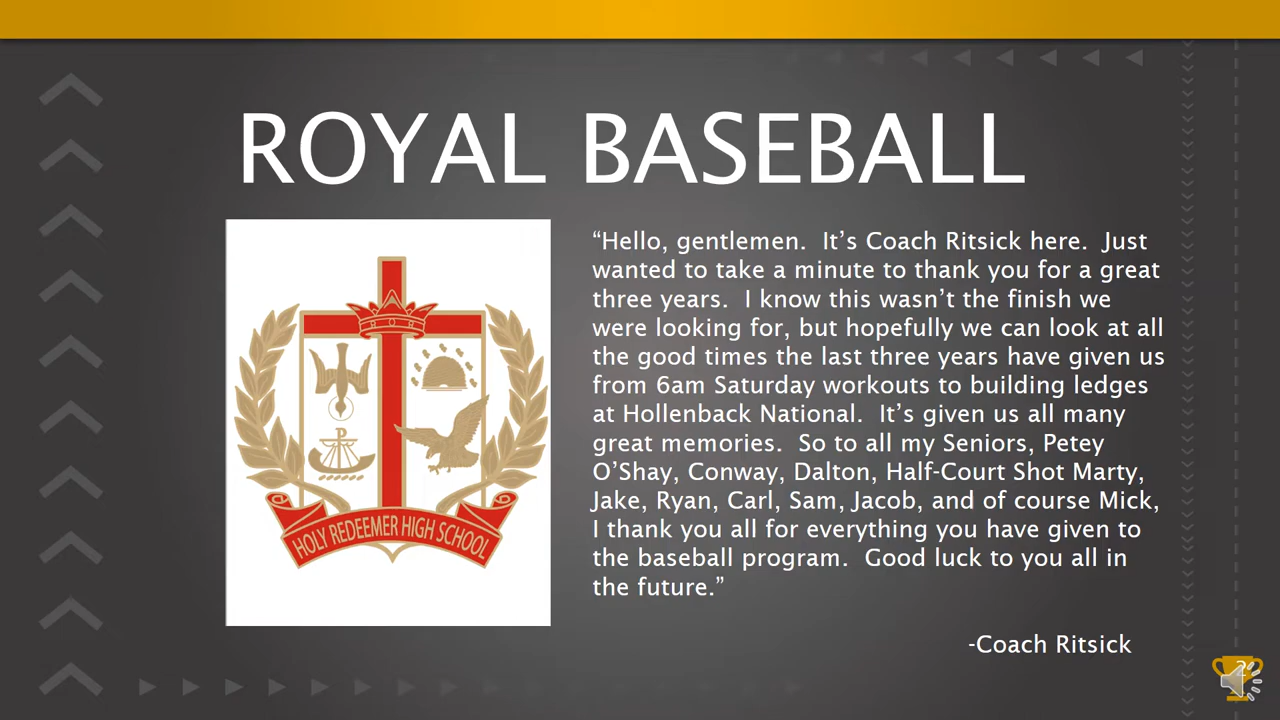 ROYAL BASEBALL
“Hello, gentlemen.  It’s Coach Ritsick here.  Just
wanted to take a minute to thank you for a great
three years.  I know this wasn’t the finish we
were looking for, but hopefully we can look at all
the good times the last three years have given us
from 6am Saturday workouts to building ledges
at Hollenback National.  It’s given us all many
great memories.  So to all my Seniors, Petey
O’Shay, Conway, Dalton, Half-Court Shot Marty,
Jake, Ryan, Carl, Sam, Jacob, and of course Mick,
I thank you all for everything you have given to
the baseball program.  Good luck to you all in
the future.”
-Coach Ritsick
HOLY REDEEMER HIGH SCHOOL
2